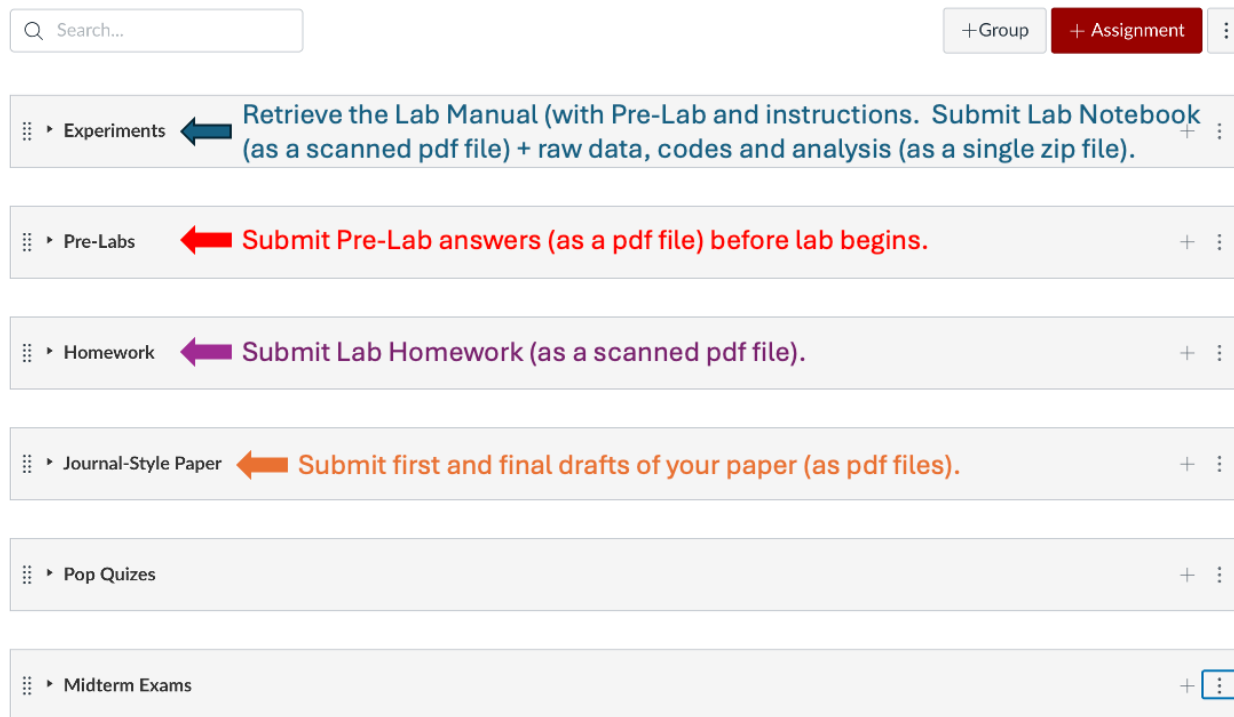 Search...
+Group
+ Assignment
Experiments
Retrieve the Lab Manual (with Pre-Lab and instructions. Submit Lab Notebook
(as a scanned pdf file) + raw data, codes and analysis (as a single zip file).
Pre-Labs
Submit Pre-Lab answers (as a pdf file) before lab begins.
Homework
Submit Lab Homework (as a scanned pdf file).
Journal-Style Paper
Submit first and final drafts of your paper (as pdf files).
Pop Quizes
Midterm Exams